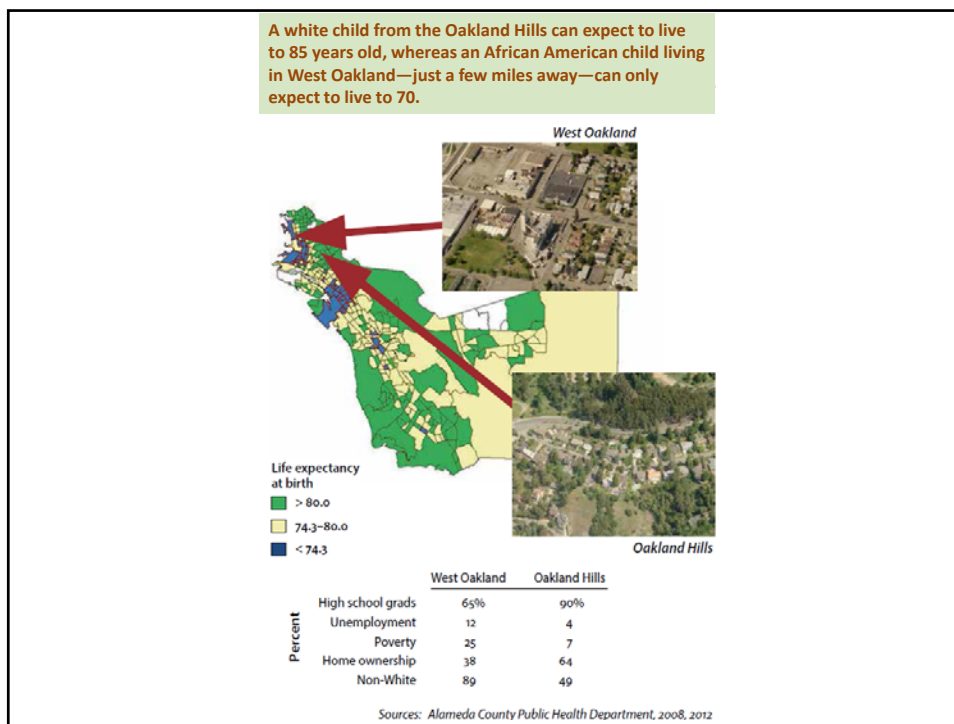 A white child from the Oakland Hills can expect to live
to 85 years old, whereas an African American child living
in West Oakland—just a few miles away—can only
expect to live to 70.
West Oakland
Life expectancy
at birth
> 80.0
74.3–80.0
< 74.3
Oakland Hills
West Oakland Oakland Hills
Percent
High school grads 65% 90%
Unemployment 12 4
Poverty 25 7
Home ownership 38 64
Non-White 89 49
Sources: Alameda County Public Health Department, 2008, 2012